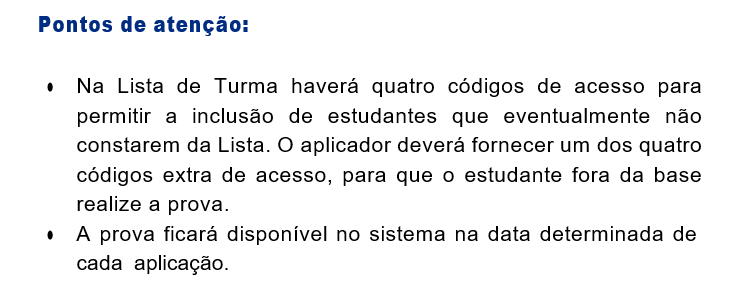 Pontos de atenção:
• Na Lista de Turma haverá quatro códigos de acesso para
permitir a inclusão de estudantes que eventualmente não
constarem da Lista. O aplicador deverá fornecer um dos quatro
códigos extra de acesso, para que o estudante fora da base
realize a prova.
• A prova ficará disponível no sistema na data determinada de
cada aplicação.